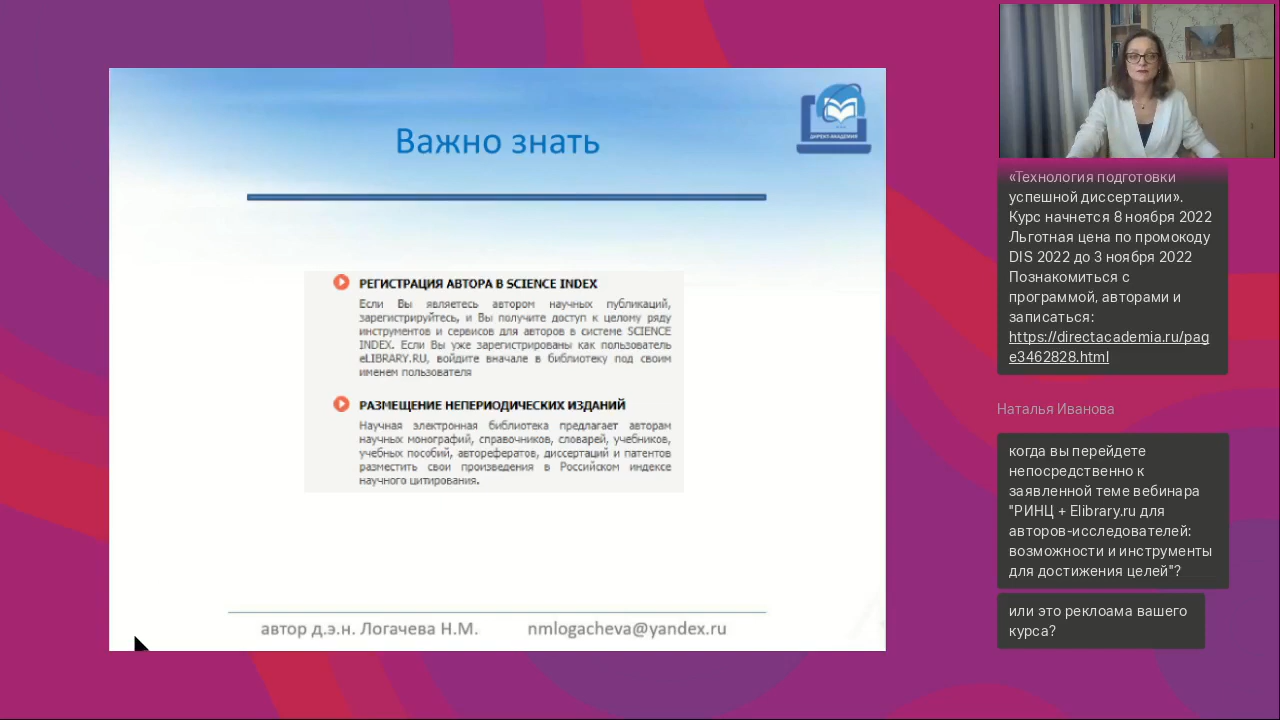 Важно знать
ДИРЕКТ-АКАДЕМИЯ
РЕГИСТРАЦИЯ АВТОРА В SCIENCE INDEX
Если Вы являетесь автором научных публикаций,
зарегистрируйтесь, и Вы получите доступ к целому ряду
инструментов и сервисов для авторов в системе SCIENCE
INDEX. Если Вы уже зарегистрированы как пользователь
eLIBRARY.RU, войдите вначале в библиотеку под своим
именем пользователя
РАЗМЕЩЕНИЕ НЕПЕРИОДИЧЕСКИХ ИЗДАНИЙ
Научная электронная библиотека предлагает авторам
научных монографий, справочников, словарей, учебников,
учебных пособий, авторефератов, диссертаций и патентов
разместить свои произведения в Российском индексе
научного цитирования.
автор д.э.н. Логачева Н.М. nmlogacheva@yandex.ru
«Технология подготовки
успешной диссертации».
Курс начнется 8 ноября 2022
Льготная цена по промокоду
DIS 2022 до 3 ноября 2022
Познакомиться с
программой, авторами и
записаться:
https://directacademia.ru/pag
e3462828.html
Наталья Иванова
когда вы перейдете
непосредственно к
заявленной теме вебинара
"РИНЦ + Elibrary.ru для
авторов-исследователей:
возможности и инструменты
для достижения целей"?
или это реклоама вашего
курса?